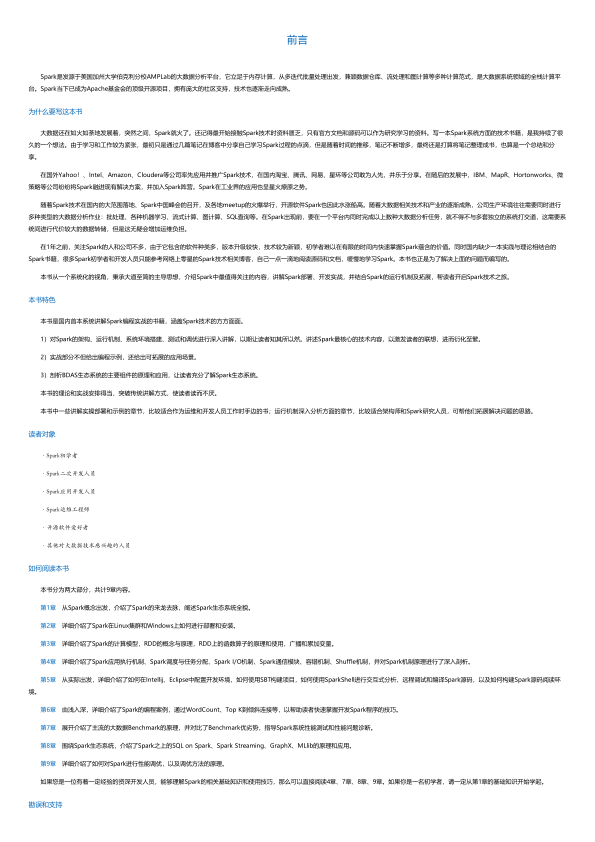 前言
Spark是发源于美国加州大学伯克利分校AMPLab的大数据分析平台，它立足于内存计算，从多迭代批量处理出发，兼顾数据仓库、流处理和图计算等多种计算范式，是大数据系统领域的全栈计算平
台。Spark当下已成为Apache基金会的顶级开源项目，拥有庞大的社区支持，技术也逐渐走向成熟。
为什么要写这本书
大数据还在如火如荼地发展着，突然之间，Spark就火了。还记得最开始接触Spark技术时资料匮乏，只有官方文档和源码可以作为研究学习的资料。写一本Spark系统方面的技术书籍，是我持续了很
久的一个想法。由于学习和工作较为紧张，最初只是通过几篇笔记在博客中分享自己学习Spark过程的点滴，但是随着时间的推移，笔记不断增多，最终还是打算将笔记整理成书，也算是一个总结和分
享。
在国外Yahoo！、Intel、Amazon、Cloudera等公司率先应用并推广Spark技术，在国内淘宝、腾讯、网易、星环等公司敢为人先，并乐于分享。在随后的发展中，IBM、MapR、Hortonworks、微
策略等公司纷纷将Spark融进现有解决方案，并加入Spark阵营。Spark在工业界的应用也呈星火燎原之势。
随着Spark技术在国内的大范围落地、Spark中国峰会的召开，及各地meetup的火爆举行，开源软件Spark也因此水涨船高。随着大数据相关技术和产业的逐渐成熟，公司生产环境往往需要同时进行
多种类型的大数据分析作业：批处理、各种机器学习、流式计算、图计算、SQL查询等。在Spark出现前，要在一个平台内同时完成以上数种大数据分析任务，就不得不与多套独立的系统打交道，这需要系
统间进行代价较大的数据转储，但是这无疑会增加运维负担。
在1年之前，关注Spark的人和公司不多，由于它包含的软件种类多，版本升级较快，技术较为新颖，初学者难以在有限的时间内快速掌握Spark蕴含的价值。同时国内缺少一本实践与理论相结合的
Spark书籍，很多Spark初学者和开发人员只能参考网络上零星的Spark技术相关博客，自己一点一滴地阅读源码和文档，缓慢地学习Spark。本书也正是为了解决上面的问题而编写的。
本书从一个系统化的视角，秉承大道至简的主导思想，介绍Spark中最值得关注的内容，讲解Spark部署、开发实战，并结合Spark的运行机制及拓展，帮读者开启Spark技术之旅。
本书特色
本书是国内首本系统讲解Spark编程实战的书籍，涵盖Spark技术的方方面面。
1）对Spark的架构、运行机制、系统环境搭建、测试和调优进行深入讲解，以期让读者知其所以然。讲述Spark最核心的技术内容，以激发读者的联想，进而衍化至繁。
2）实战部分不但给出编程示例，还给出可拓展的应用场景。
3）剖析BDAS生态系统的主要组件的原理和应用，让读者充分了解Spark生态系统。
本书的理论和实战安排得当，突破传统讲解方式，使读者读而不厌。
本书中一些讲解实操部署和示例的章节，比较适合作为运维和开发人员工作时手边的书；运行机制深入分析方面的章节，比较适合架构师和Spark研究人员，可帮他们拓展解决问题的思路。
读者对象
·Spark初学者
·Spark二次开发人员
·Spark应用开发人员
·Spark运维工程师
·开源软件爱好者
·其他对大数据技术感兴趣的人员
如何阅读本书
本书分为两大部分，共计9章内容。
第1章 从Spark概念出发，介绍了Spark的来龙去脉，阐述Spark生态系统全貌。
第2章 详细介绍了Spark在Linux集群和Windows上如何进行部署和安装。
第3章 详细介绍了Spark的计算模型，RDD的概念与原理，RDD上的函数算子的原理和使用，广播和累加变量。
第4章 详细介绍了Spark应用执行机制、Spark调度与任务分配、Spark I/O机制、Spark通信模块、容错机制、Shuffle机制，并对Spark机制原理进行了深入剖析。
第5章 从实际出发，详细介绍了如何在Intellij、Eclipse中配置开发环境，如何使用SBT构建项目，如何使用SparkShell进行交互式分析、远程调试和编译Spark源码，以及如何构建Spark源码阅读环
境。
第6章 由浅入深，详细介绍了Spark的编程案例，通过WordCount、Top K到倾斜连接等，以帮助读者快速掌握开发Spark程序的技巧。
第7章 展开介绍了主流的大数据Benchmark的原理，并对比了Benchmark优劣势，指导Spark系统性能测试和性能问题诊断。
第8章 围绕Spark生态系统，介绍了Spark之上的SQL on Spark、Spark Streaming、GraphX、MLlib的原理和应用。
第9章 详细介绍了如何对Spark进行性能调优，以及调优方法的原理。
如果您是一位有着一定经验的资深开发人员，能够理解Spark的相关基础知识和使用技巧，那么可以直接阅读4章、7章、8章、9章。如果你是一名初学者，请一定从第1章的基础知识开始学起。
勘误和支持